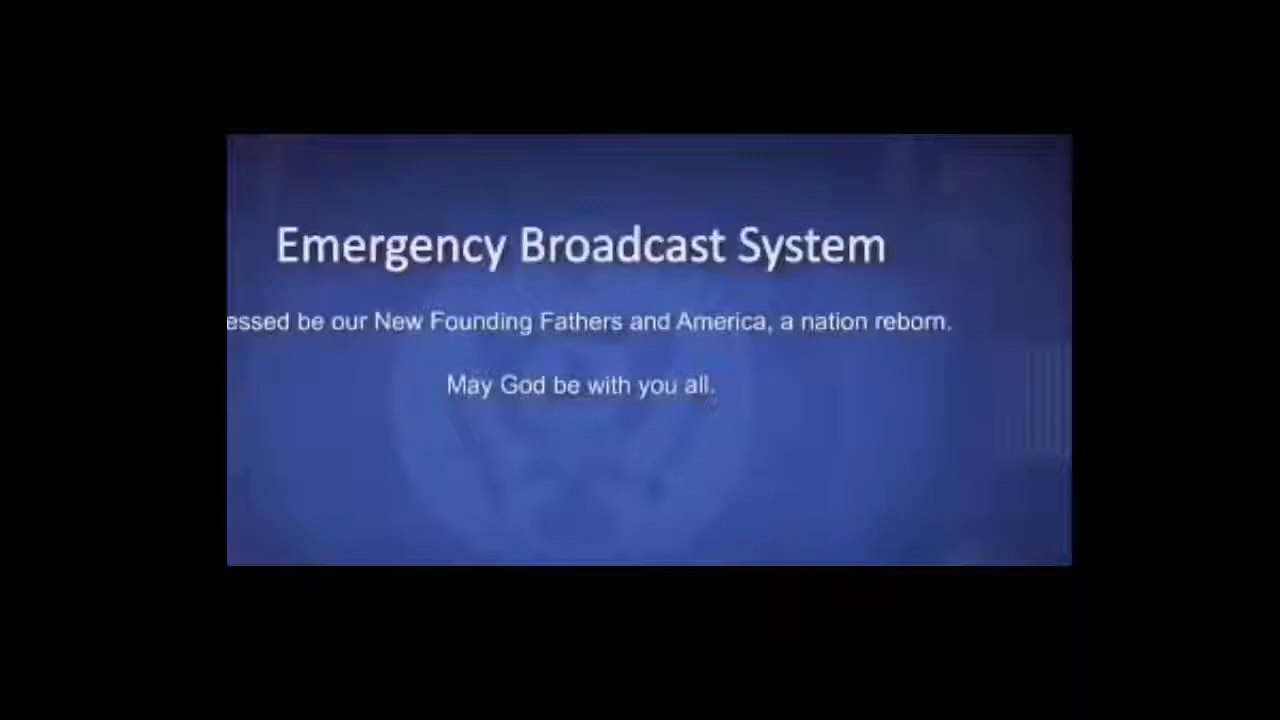 Emergency Broadcast System
essed be our New Founding Fathers and America, a nation reborn.
May God be with you all.